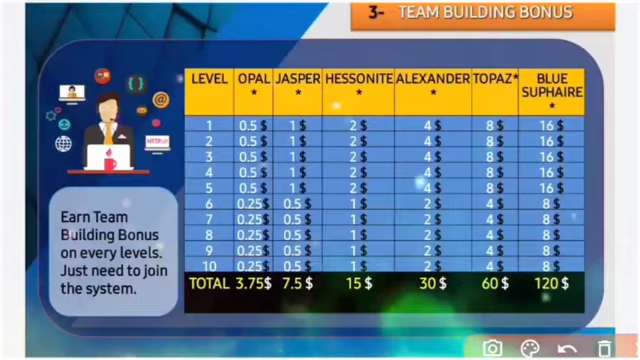 3- TEAM BUILDING BONUS
LEVEL OPAL * JASPER * HESSONITE * ALEXANDER * TOPAZ* BLUE SUPHAIRE *
1 0.5 $ 1 $ 2 $ 4 $ 8 $ 16 $
2 0.5 $ 1 $ 2 $ 4 $ 8 $ 16 $
3 0.5 $ 1 $ 2 $ 4 $ 8 $ 16 $
4 0.5 $ 1 $ 2 $ 4 $ 8 $ 16 $
5 0.5 $ 1 $ 2 $ 4 $ 8 $ 16 $
6 0.25$ 0.5 $ 1 $ 2 $ 4 $ 8 $
7 0.25$ 0.5 $ 1 $ 2 $ 4 $ 8 $
8 0.25$ 0.5 $ 1 $ 2 $ 4 $ 8 $
9 0.25$ 0.5 $ 1 $ 2 $ 4 $ 8 $
10 0.25$ 0.5 $ 1 $ 2 $ 4 $ 8 $
TOTAL 3.75$ 7.5 $ 15 $ 30 $ 60 $ 120 $
Earn Team
Building Bonus
on every levels.
Just need to join
the system.